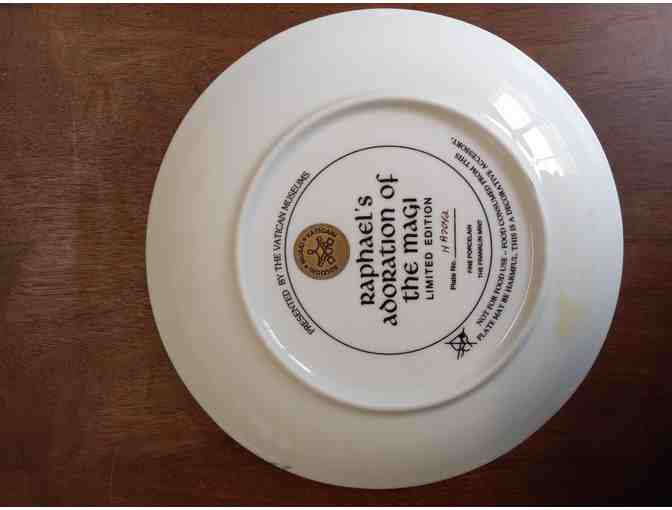 PRESENTED BY THE VATICAN MUSEUMS
RAPHAEL'S
ADORATION OF
THE MAGI
LIMITED EDITION
Plate No.
FINE PORCELAIN
THE FRANKLIN MINT
NOT FOR FOOD USE – FOOD CONSUMED FROM THIS
PLATE MAY BE HARMFUL. THIS IS A DECORATIVE ACCESSORY.